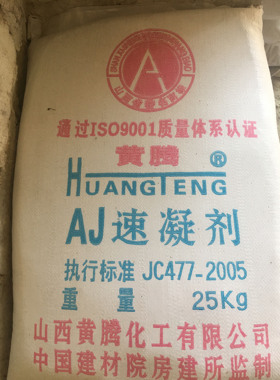 通过ISO9001质量体系认证
黄腾
HUANGTENG®
AJ速凝剂
执行标准 JC477-2005
重量 25Kg
山西黄腾化工有限公司
中国建材院房建所监制